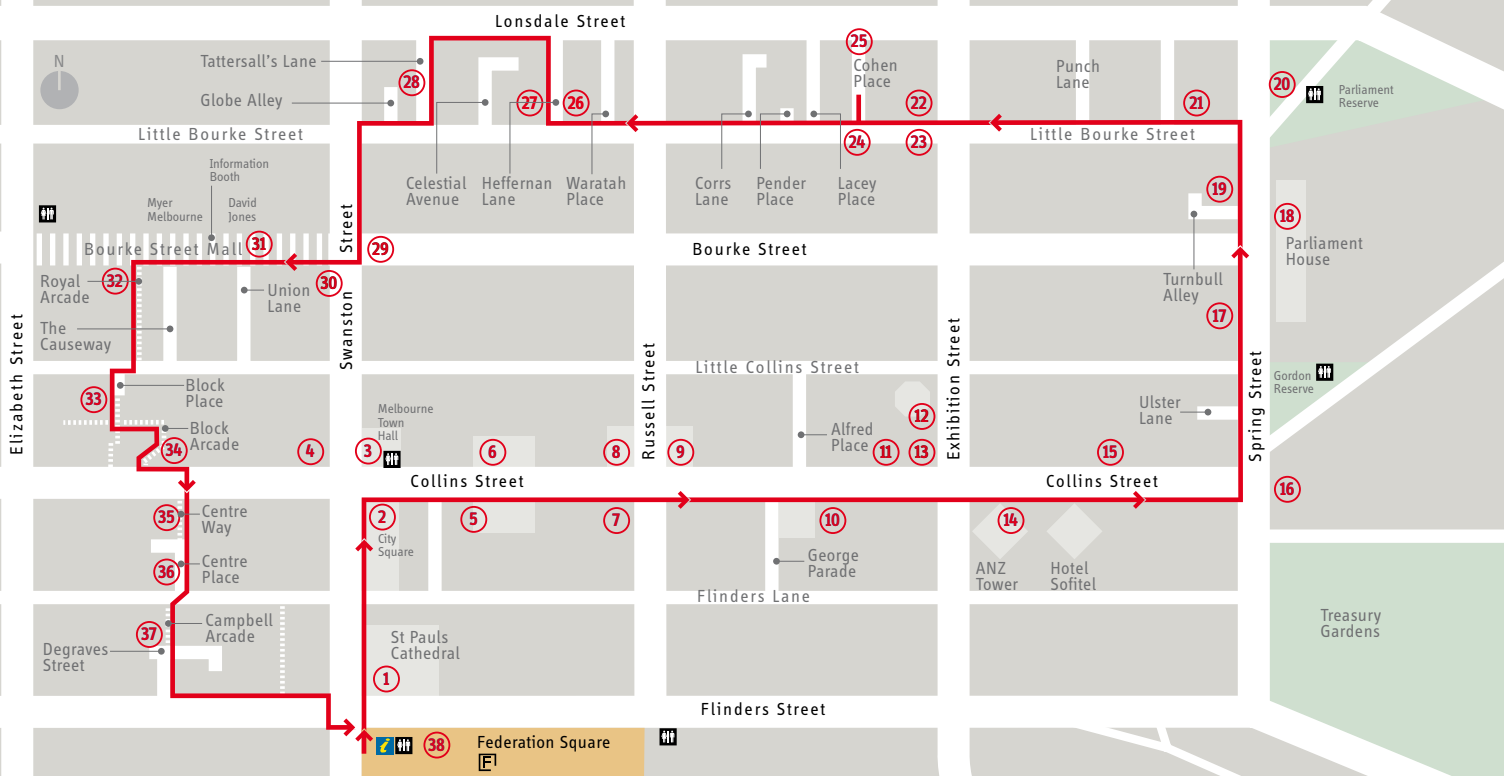 Lonsdale Street
N
Tattersall's Lane
Globe Alley
28
27
26
25
Cohen
Place
22
Punch
Lane
21
20
Parliament
Reserve
Little Bourke Street
24
23
Little Bourke Street
Information
Booth
Myer
Melbourne
David
Jones
Celestial
Avenue
Heffernan
Lane
Waratah
Place
Corrs
Lane
Pender
Place
Lacey
Place
19
18
Parliament
House
Bourke Street Mall
31
Street
29
Bourke Street
Royal
Arcade
32
Union
Lane
30
Turnbull
Alley
17
The
Causeway
Swanston
Elizabeth Street
Russell Street
Exhibition Street
Spring Street
Little Collins Street
Gordon
Reserve
33
Block
Place
Block
Arcade
34
4
Melbourne
Town
Hall
3
6
8
9
Alfred
Place
11
12
13
Ulster
Lane
15
Collins Street
Collins Street
16
35
Centre
Way
2
City
Square
5
7
10
14
36
Centre
Place
George
Parade
ANZ
Tower
Hotel
Sofitel
Flinders Lane
37
Campbell
Arcade
Degraves
Street
St Pauls
Cathedral
1
Treasury
Gardens
Flinders Street
i
38
Federation Square
F